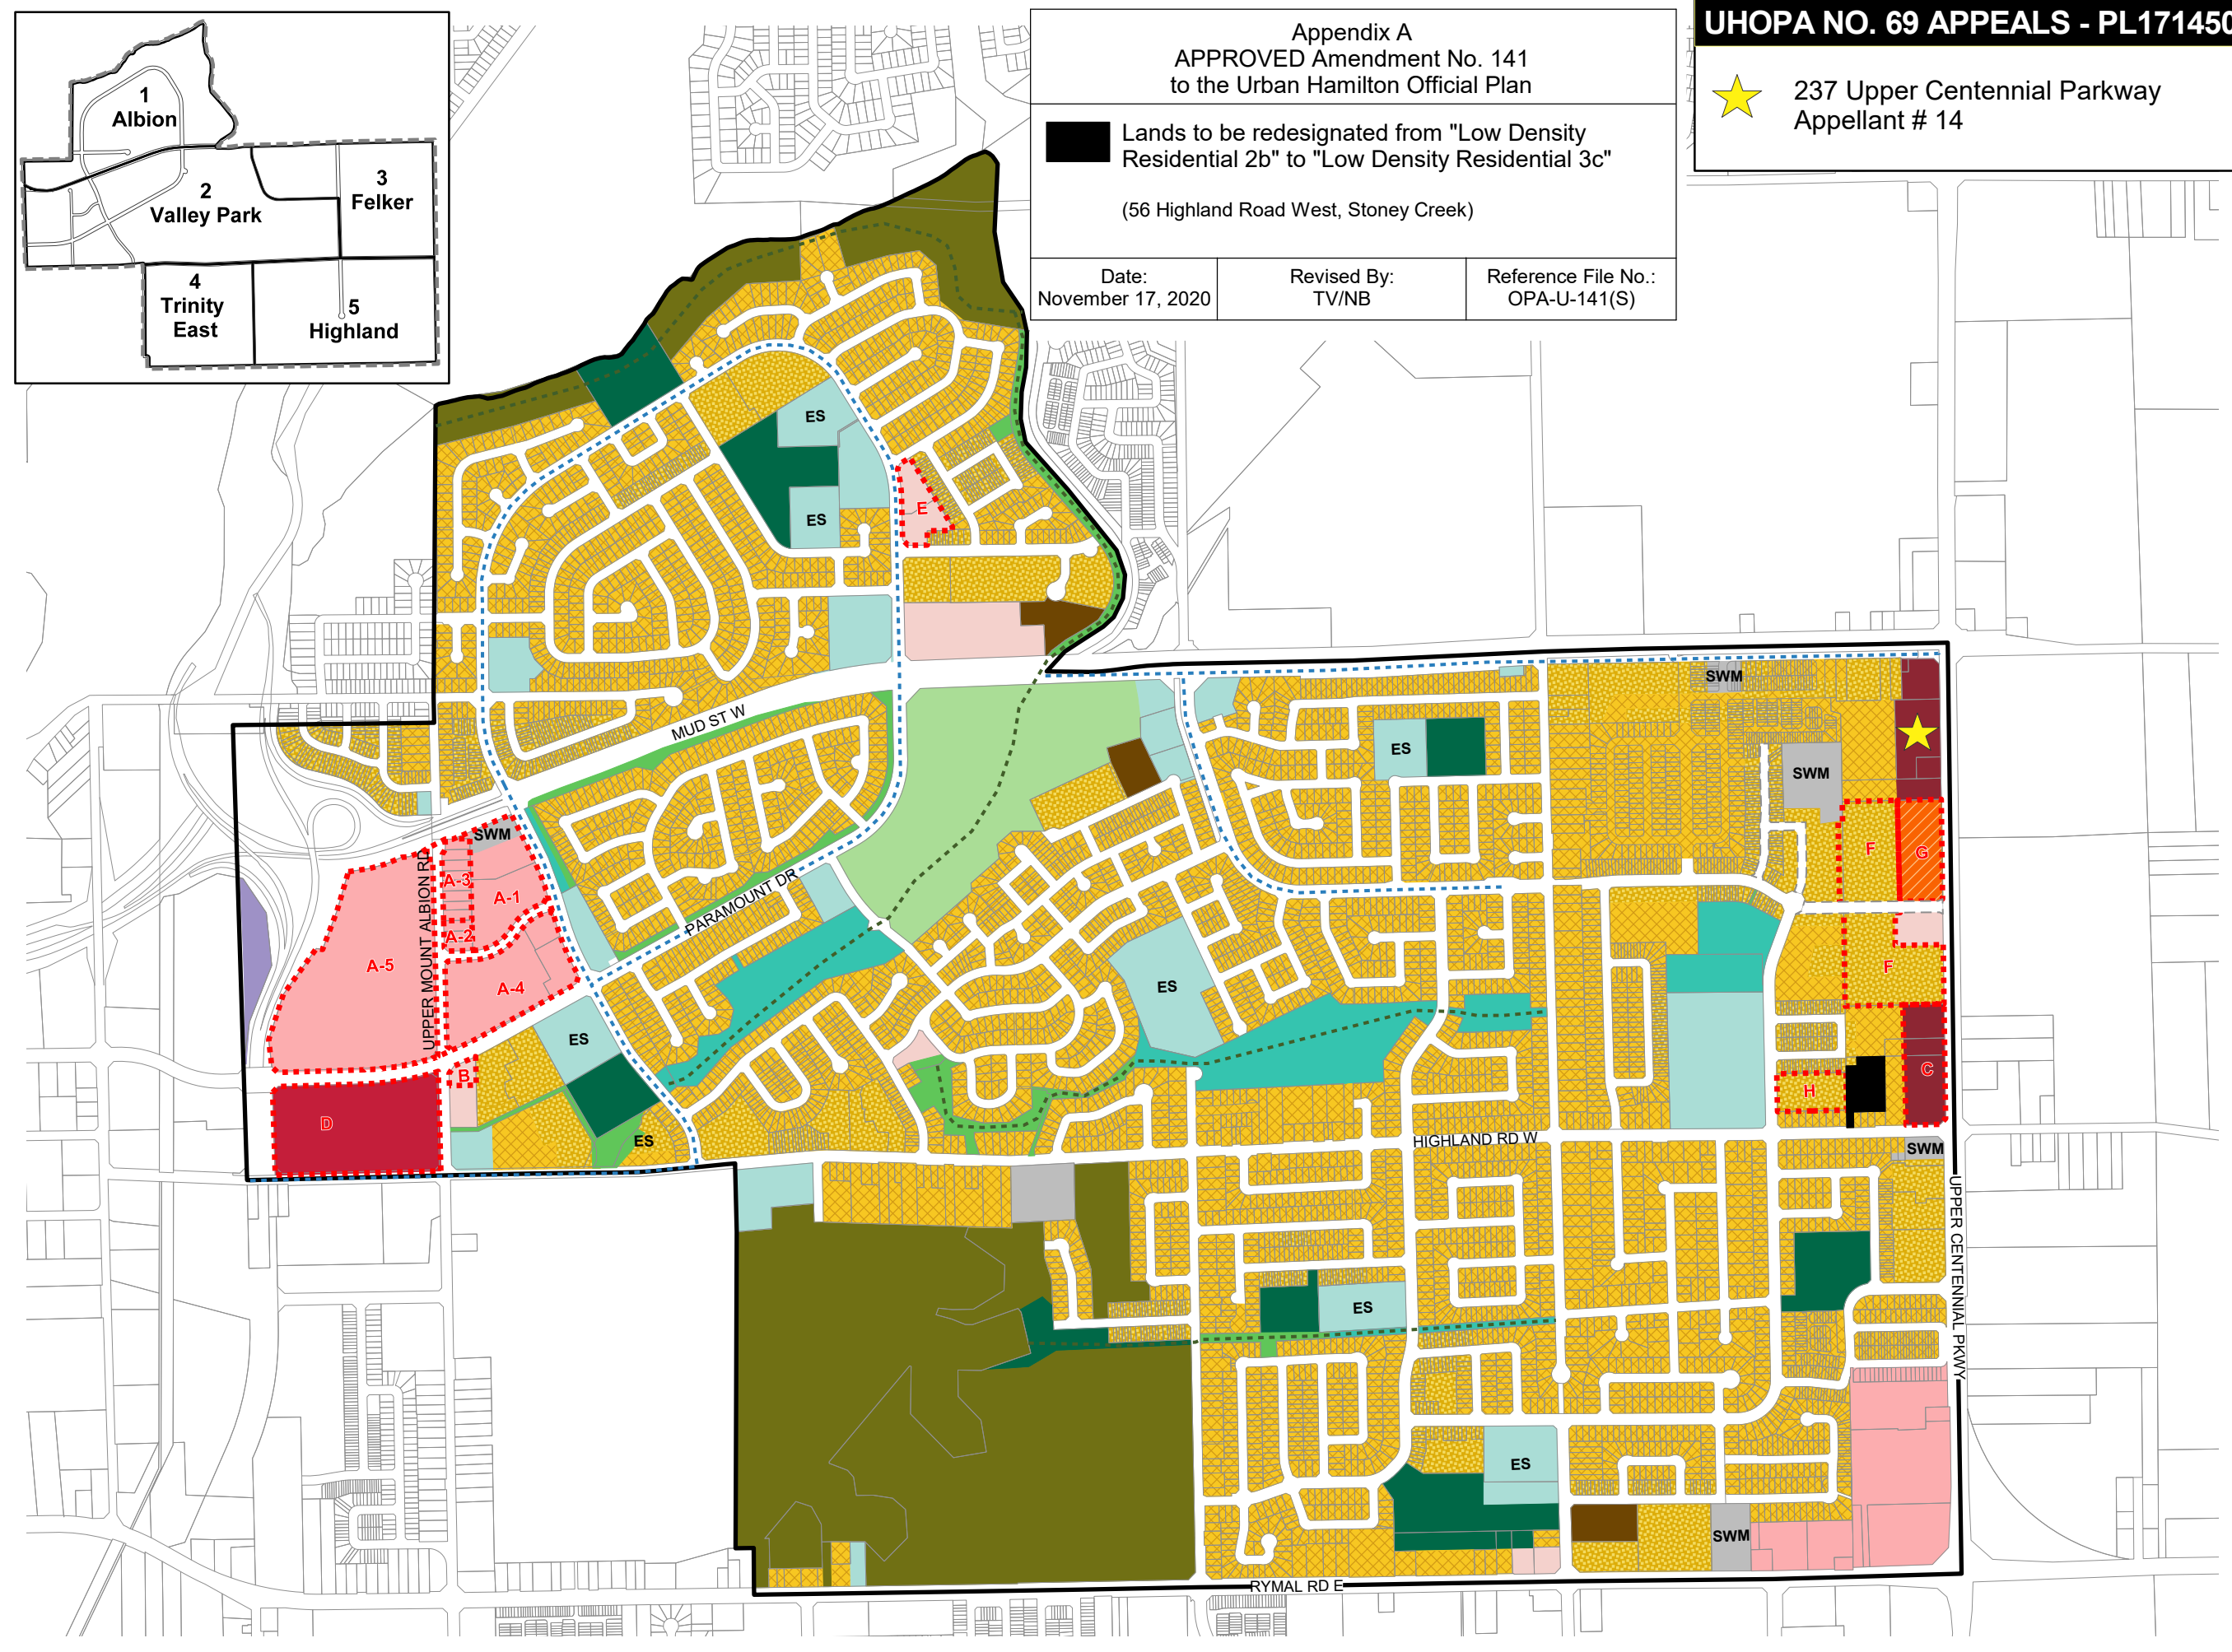 1
Albion
2
Valley Park
3
Felker
4
Trinity
East
5
Highland
Appendix A
APPROVED Amendment No. 141
to the Urban Hamilton Official Plan
Lands to be redesignated from "Low Density
Residential 2b" to "Low Density Residential 3c"
(56 Highland Road West, Stoney Creek)
Date:
November 17, 2020
Revised By:
TV/NB
Reference File No.:
OPA-U-141(S)
UHOPA NO. 69 APPEALS - PL171450
237 Upper Centennial Parkway
Appellant # 14
ES
ES
E
SWM
MUD ST W
ES
SWM
SWM
UPPER MOUNT ALBION RD
A-3
A-1
A-2
A-5
A-4
PARAMOUNT DR
F
G
F
ES
ES
B
D
ES
H
C
HIGHLAND RD W
SWM
UPPER CENTENNIAL PKWY
ES
ES
SWM
RYMAL RD E